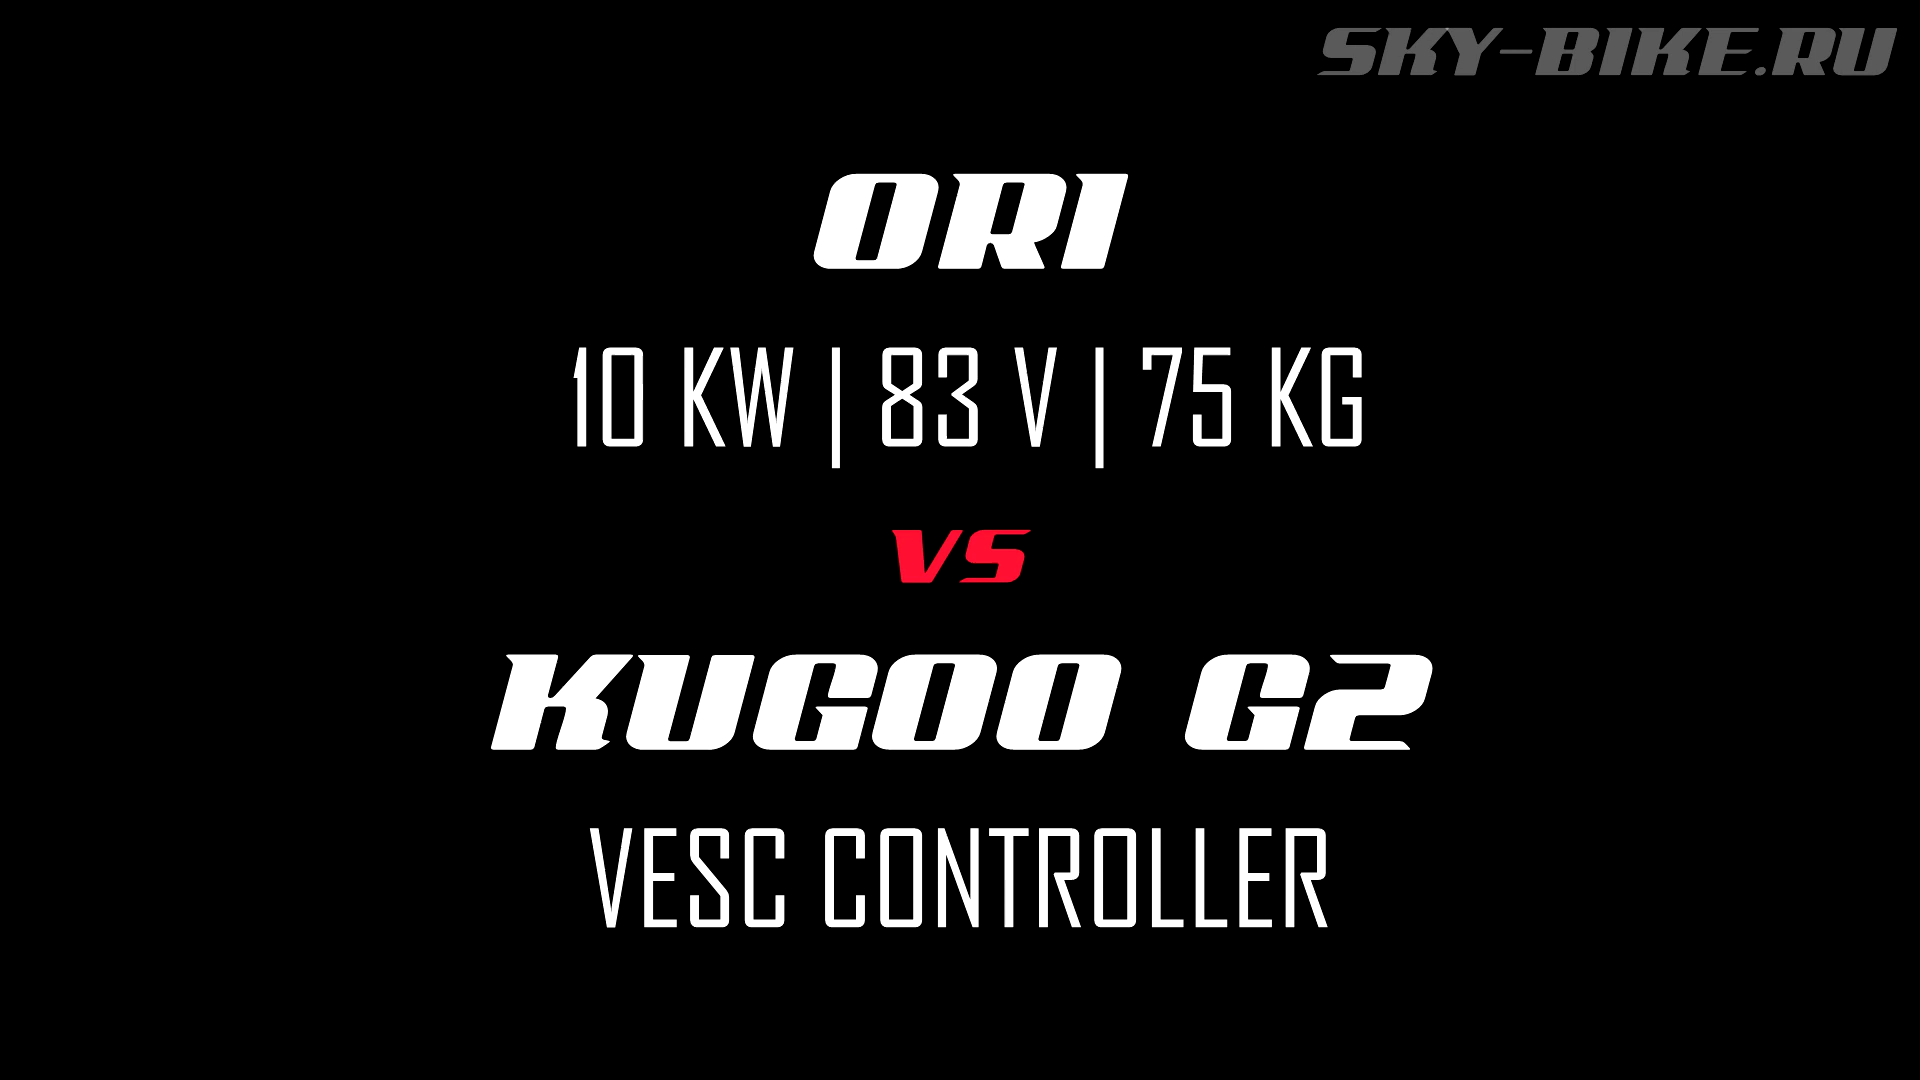 SKY-BIKE.RU
ORI
10 KW | 83 V | 75 KG
VS
KUGOO G2
VESC CONTROLLER